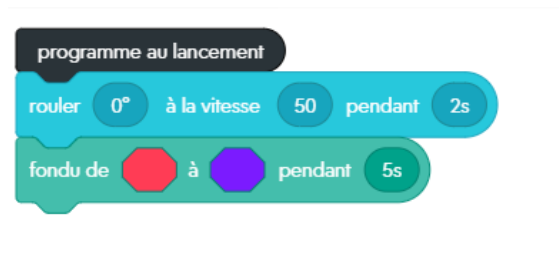 programme au lancement
rouler 0° à la vitesse 50 pendant 2s
fondu de à pendant 5s